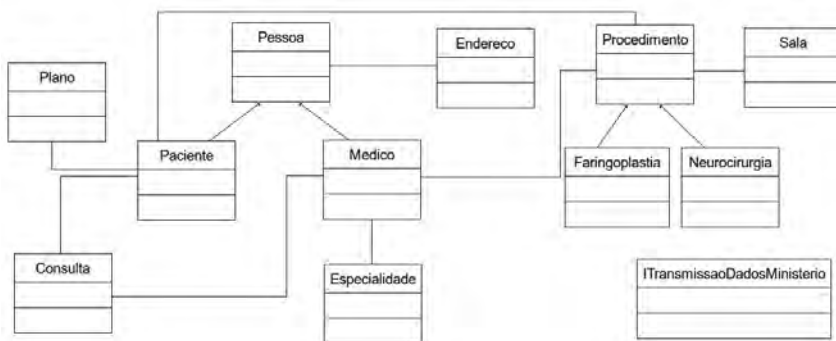 Pessoa
Endereco
Procedimento
Sala
Plano
Paciente
Medico
Faringoplastia
Neurocirurgia
Consulta
Especialidade
ITransmissaoDadosMinisterio